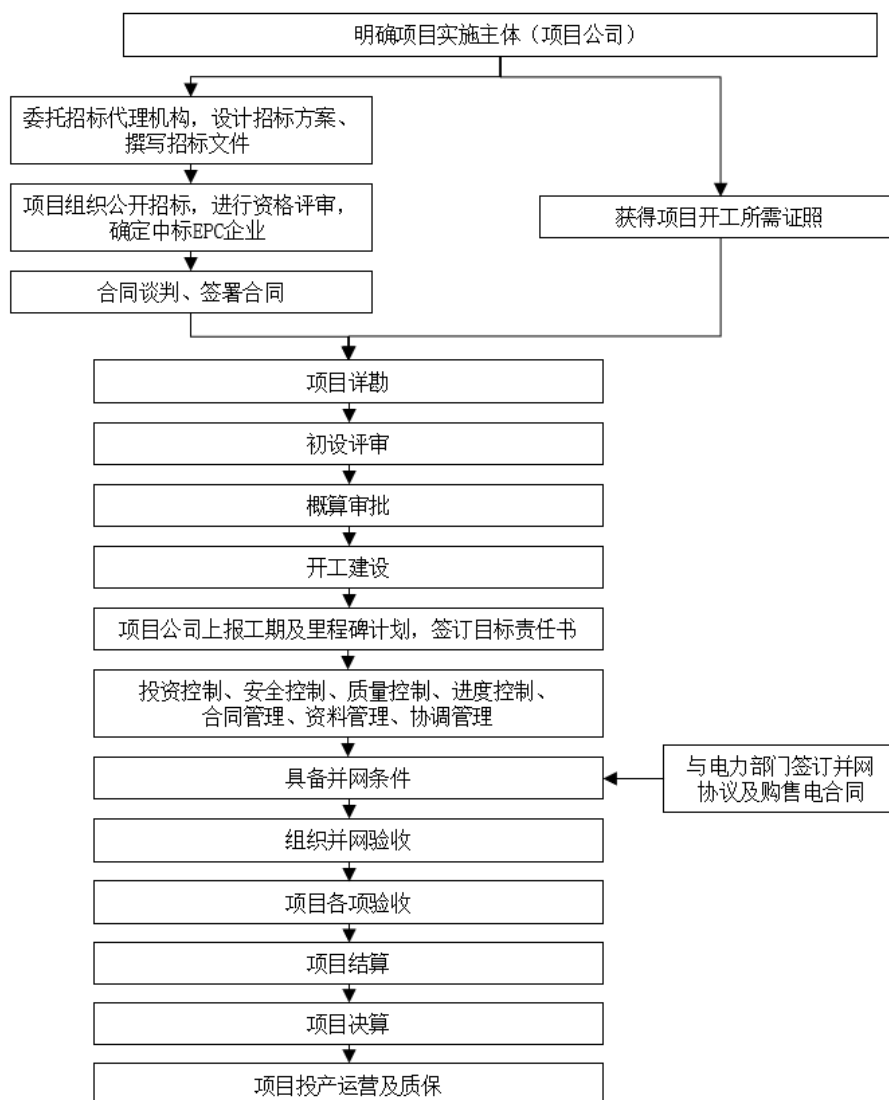 明确项目实施主体（项目公司）
委托招标代理机构，设计招标方案、
撰写招标文件
项目组织公开招标，进行资格评审，
确定中标EPC企业
获得项目开工所需证照
合同谈判、签署合同
项目详勘
初设评审
概算审批
开工建设
项目公司上报工期及里程碑计划，签订目标责任书
投资控制、安全控制、质量控制、进度控制、
合同管理、资料管理、协调管理
具备并网条件
与电力部门签订并网
协议及购售电合同
组织并网验收
项目各项验收
项目结算
项目决算
项目投产运营及质保